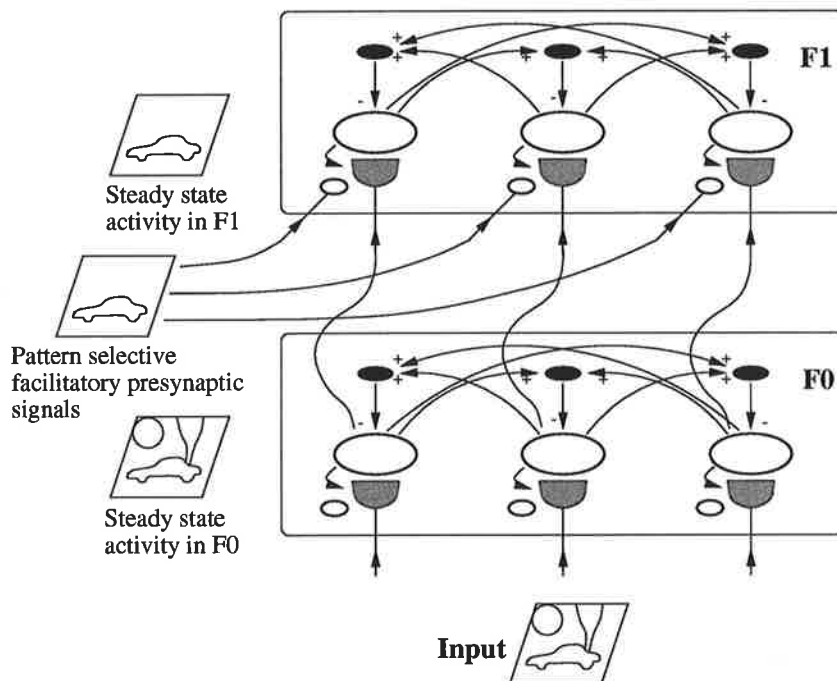 F1
Steady state
activity in F1
Pattern selective
facilitatory presynaptic
signals
F0
Steady state
activity in F0
Input